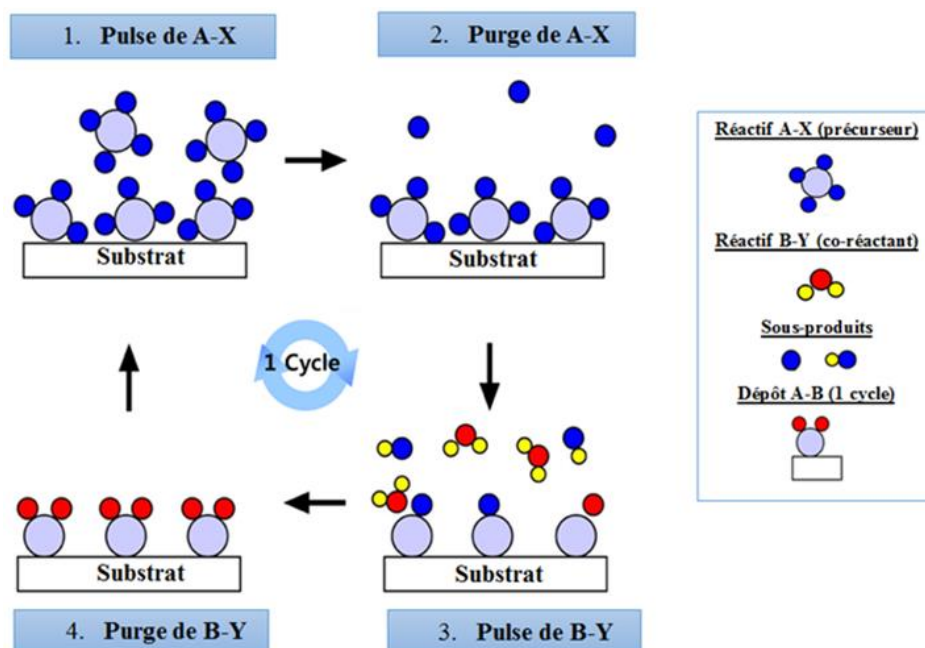 1. Pulse de A-X
2. Purge de A-X
Substrat
Substrat
Réactif A-X (précurseur)
Réactif B-Y (co-réactant)
Sous-produits
Dépôt A-B (1 cycle)
1 Cycle
Substrat
Substrat
4. Purge de B-Y
3. Pulse de B-Y